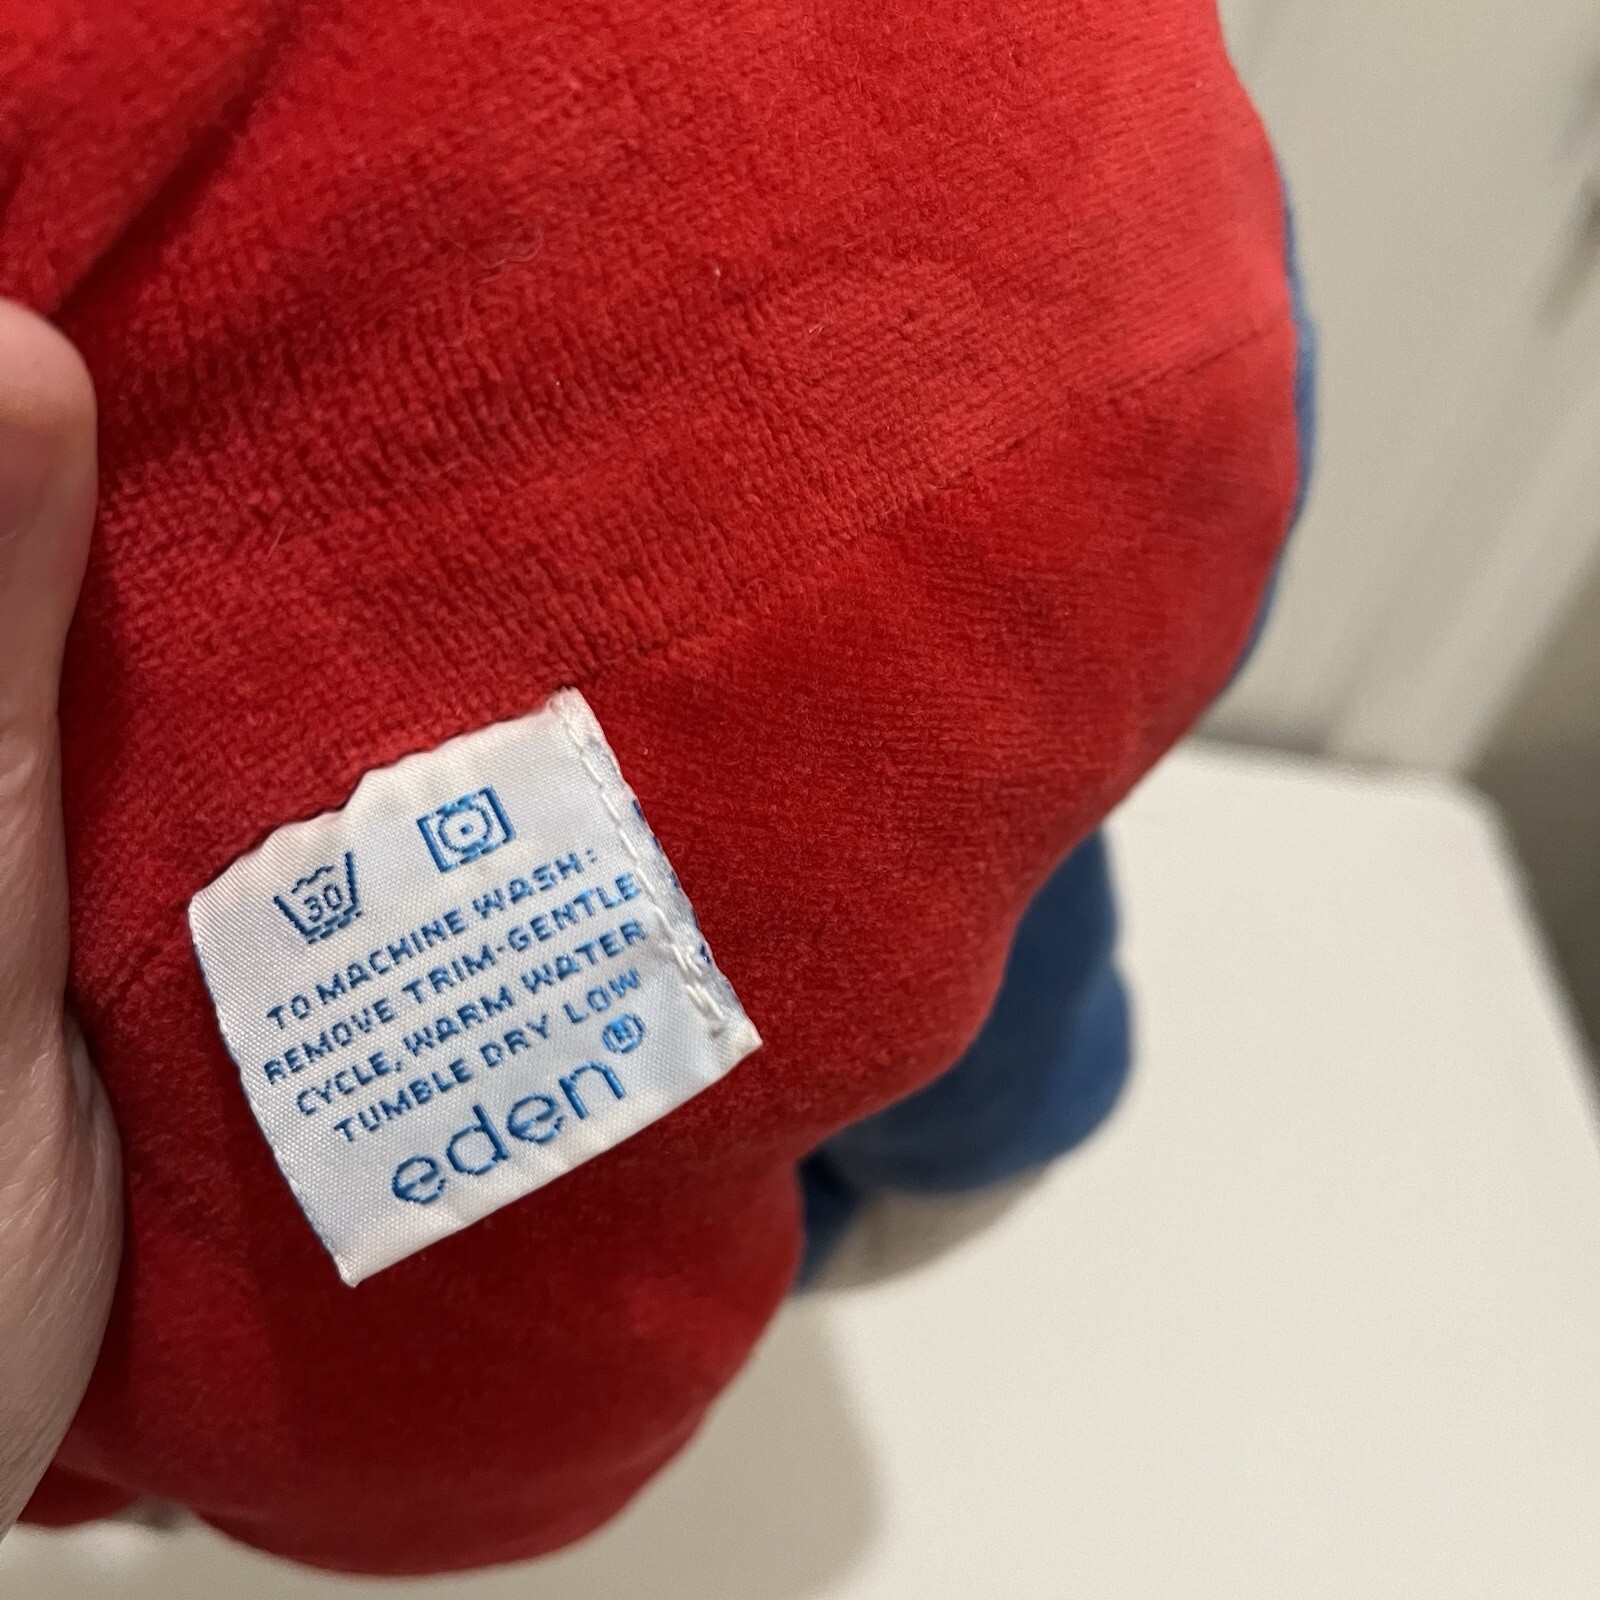 30
TO MACHINE WASH:
REMOVE TRIM-GENTLE
CYCLE, WARM WATER
TUMBLE DRY LOW
eden®